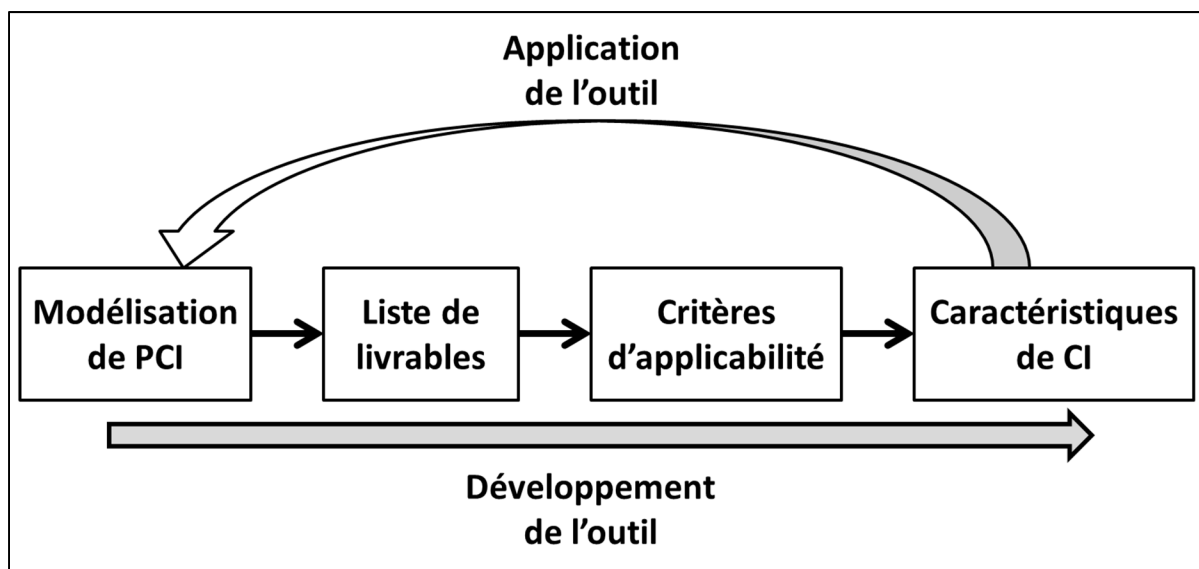 Application
de l’outil
Modélisation
de PCI
Liste de
livrables
Critères
d’applicabilité
Caractéristiques
de CI
Développement
de l’outil